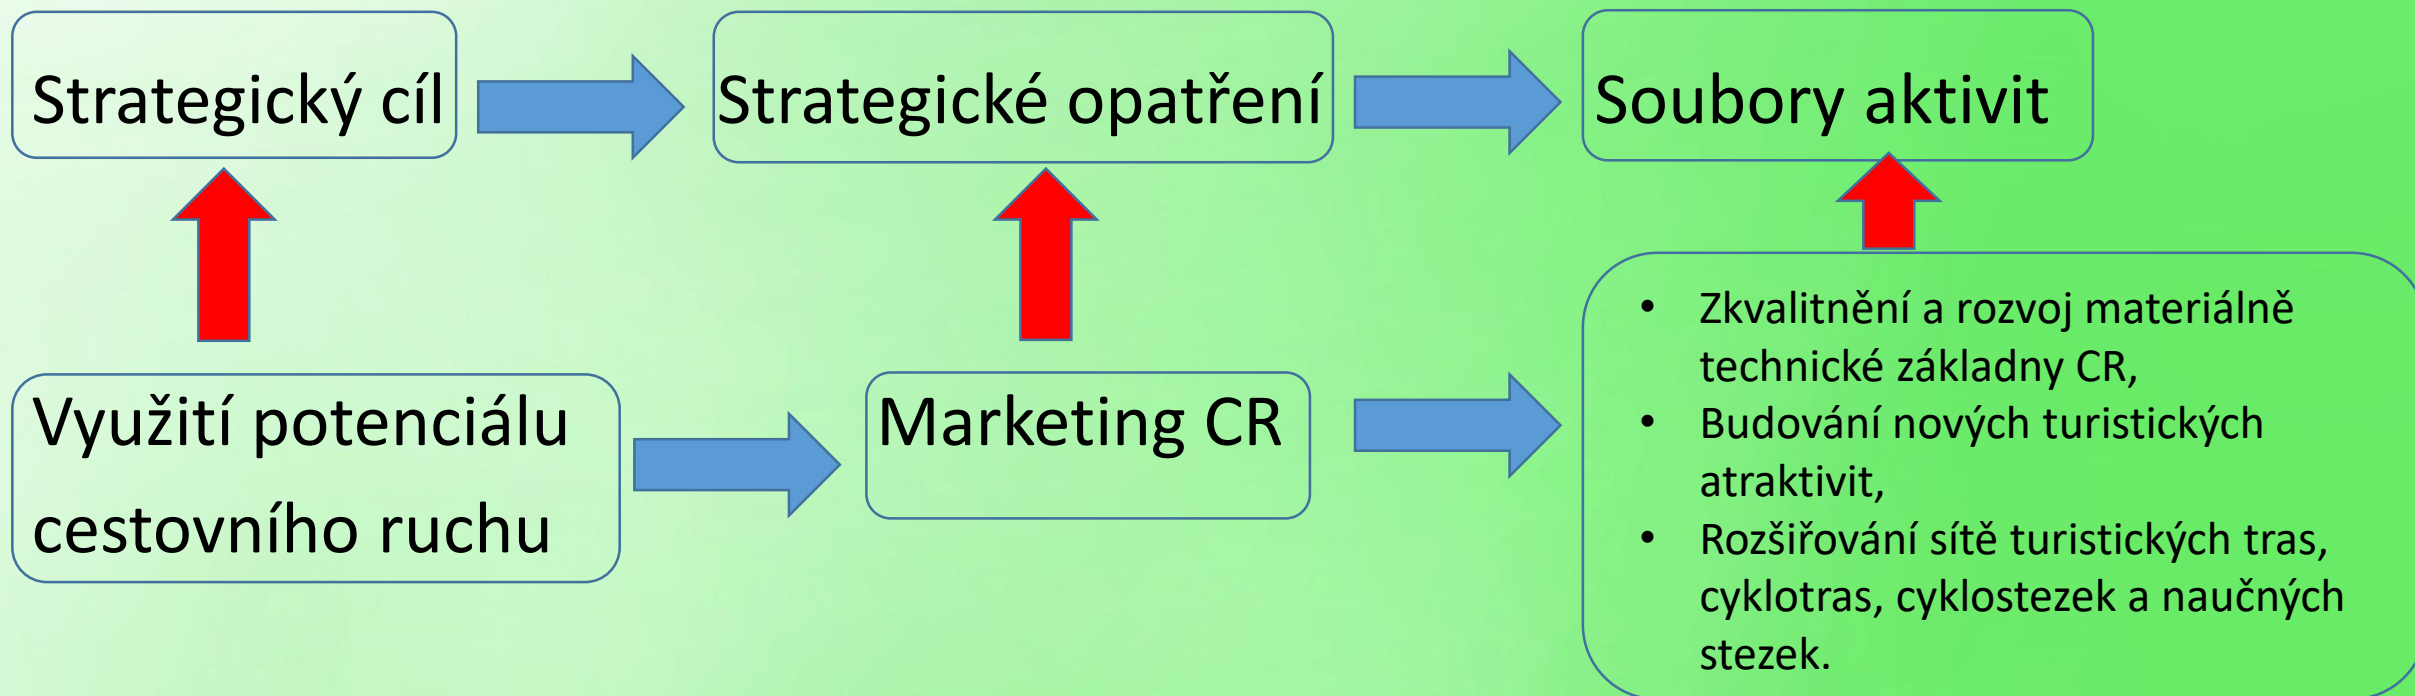 Strategický cíl
Strategické opatření
Soubory aktivit
Využití potenciálu
cestovního ruchu
Marketing CR
• Zkvalitnění a rozvoj materiálně
technické základny CR,
• Budování nových turistických
atraktivit,
• Rozšiřování sítě turistických tras,
cyklotras, cyklostezek a naučných
stezek.